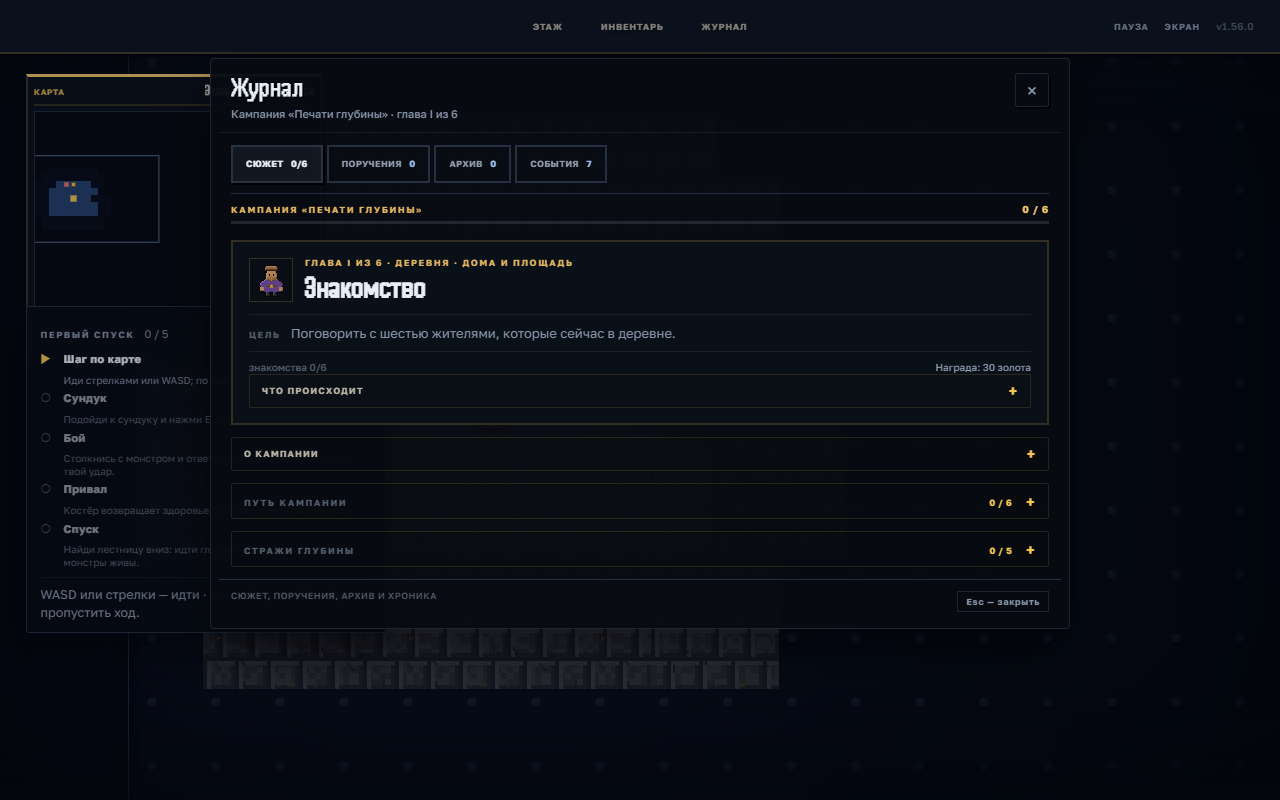 ЭТАЖ ИНВЕНТАРЬ ЖУРНАЛ ПАУЗА ЭКРАН v1.56.0
КАРТА
ПЕРВЫЙ СПУСК 0 / 5
Шаг по карте
Иди стрелками или WASD; по
Сундук
Подойди к сундуку и нажми E
Бой
Столкнись с монстром и
твой удар.
Привал
Костёр возвращает здоровье
Спуск
Найди лестницу вниз: идти
монстры живы.
WASD или стрелки — идти ·
пропустить ход.
Журнал
Кампания «Печати глубины» · глава I из 6
×
СЮЖЕТ 0/6 ПОРУЧЕНИЯ 0 АРХИВ 0 СОБЫТИЯ 7
КАМПАНИЯ «ПЕЧАТИ ГЛУБИНЫ» 0 / 6
ГЛАВА I ИЗ 6 · ДЕРЕВНЯ · ДОМА И ПЛОЩАДЬ
Знакомство
ЦЕЛЬ Поговорить с шестью жителями, которые сейчас в деревне.
знакомства 0/6 Награда: 30 золота
ЧТО ПРОИСХОДИТ +
О КАМПАНИИ +
ПУТЬ КАМПАНИИ 0 / 6 +
СТРАЖИ ГЛУБИНЫ 0 / 5 +
СЮЖЕТ, ПОРУЧЕНИЯ, АРХИВ И ХРОНИКА Esc — закрыть